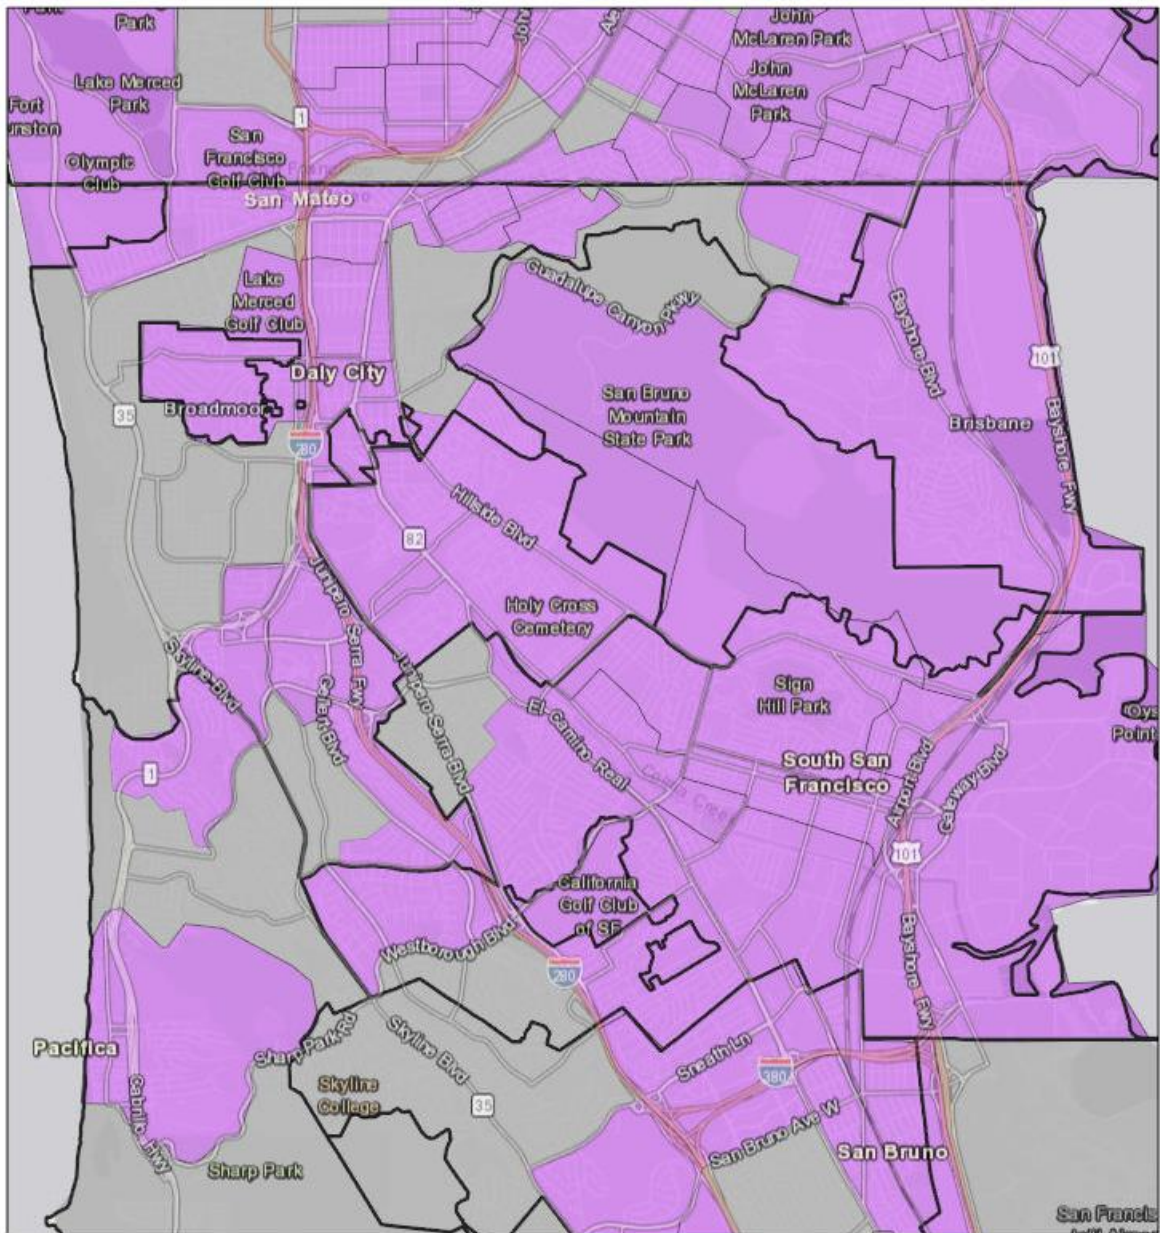 Park
John
McLaren Park
Lake Merced
Park
John
McLaren
Park
Fort
1
San
Francisco
Golf Club
Olympic
Club
San Mateo
Guadalupe Canyon Pkwy
Lake
Merced
Golf Club
Bayshore Blvd
101
Daly City
San Bruno
Mountain
State Park
Broadmoor
35
Brisbane
280
Bayshore Fwy
Hillside Blvd
82
Junipero Serra Fwy
Holy Cross
Cemetery
Skyline Blvd
Junipero Serra Blvd
Callert Blvd
Sign
Hill Park
El Camino Real
Oys
Point
1
South San
Francisco
Airport Blvd
Gateway Blvd
Colma Creek
101
California
Golf Club
of SF
Westborough Blvd
280
Bayshore Fwy
Pacifica
Sharp Park Rd
Skyline Blvd
Sneath Ln
380
Cabrillo Hwy
Skyline
College
35
San Bruno Ave W
San Bruno
Sharp Park
San Francis